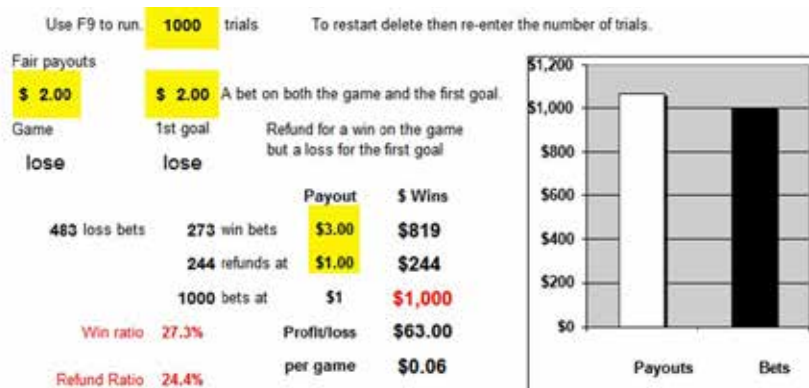 Use F9 to run. 1000 trials To restart delete then re-enter the number of trials.
Fair payouts
$ 2.00 $ 2.00 A bet on both the game and the first goal.
Game 1st goal Refund for a win on the game
but a loss for the first goal
lose lose
Payout $ Wins
483 loss bets 273 win bets $3.00 $819
244 refunds at $1.00 $244
1000 bets at $1 $1,000
Win ratio 27.3% Profit/loss $63.00
per game $0.06
Refund Ratio 24.4%
$1,200
$1,000
$800
$600
$400
$200
$0
Payouts Bets